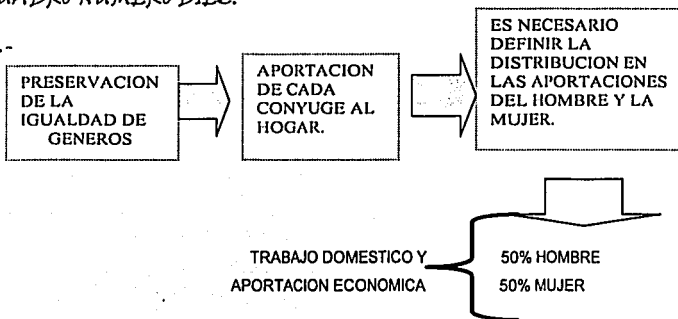 CUADRO NUMERO DIEZ.
.-
PRESERVACION
DE LA
IGUALDAD DE
GENEROS
APORTACION
DE CADA
CONYUGE AL
HOGAR.
ES NECESARIO
DEFINIR LA
DISTRIBUCION EN
LAS APORTACIONES
DEL HOMBRE Y LA
MUJER.
TRABAJO DOMESTICO Y
APORTACION ECONOMICA
50% HOMBRE
50% MUJER